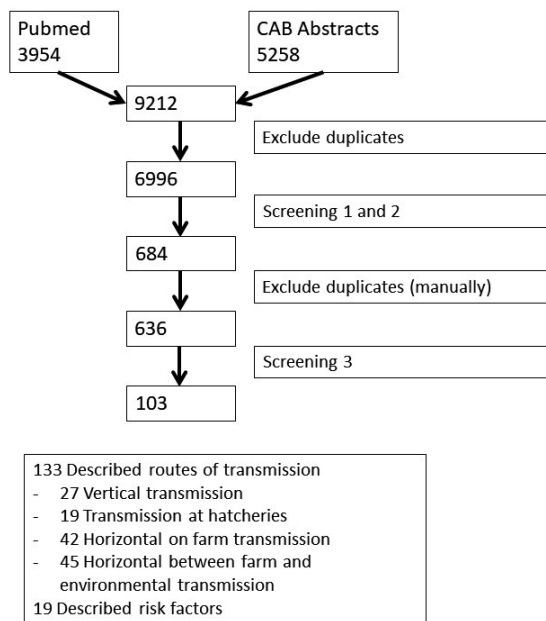 Pubmed
3954
CAB Abstracts
5258
9212
Exclude duplicates
6996
Screening 1 and 2
684
Exclude duplicates (manually)
636
Screening 3
103
133 Described routes of transmission
- 27 Vertical transmission
- 19 Transmission at hatcheries
- 42 Horizontal on farm transmission
- 45 Horizontal between farm and
environmental transmission
19 Described risk factors